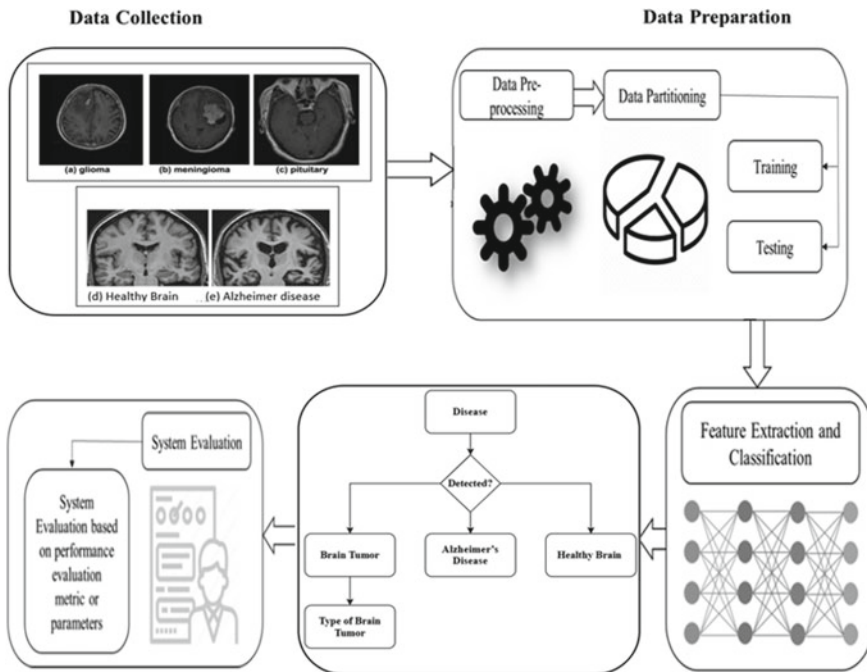 Data Collection
Data Preparation
(a) glioma
(b) meningioma
(c) pituitary
(d) Healthy Brain
(e) Alzheimer disease
Data Pre-
processing
Data Partitioning
Training
Testing
Feature Extraction and
Classification
Disease
Detected?
Brain Tumor
Alzheimer's
Disease
Healthy Brain
Type of Brain
Tumor
System Evaluation
System
Evaluation based
on performance
evaluation
metric or
parameters